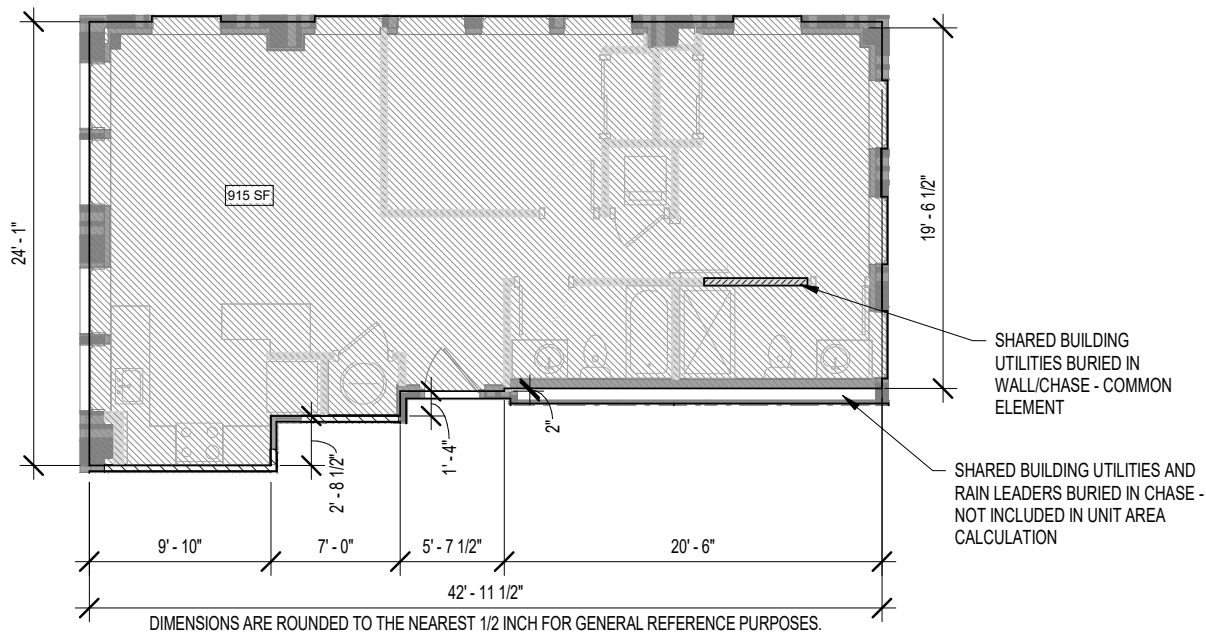 915 SF
24' - 1"
19' - 6 1/2"
SHARED BUILDING
UTILITIES BURIED IN
WALL/CHASE - COMMON
ELEMENT
2"
1' - 4"
2' - 8 1/2"
SHARED BUILDING UTILITIES AND
RAIN LEADERS BURIED IN CHASE -
NOT INCLUDED IN UNIT AREA
CALCULATION
9' - 10"
7' - 0"
5' - 7 1/2"
20' - 6"
42' - 11 1/2"
DIMENSIONS ARE ROUNDED TO THE NEAREST 1/2 INCH FOR GENERAL REFERENCE PURPOSES.